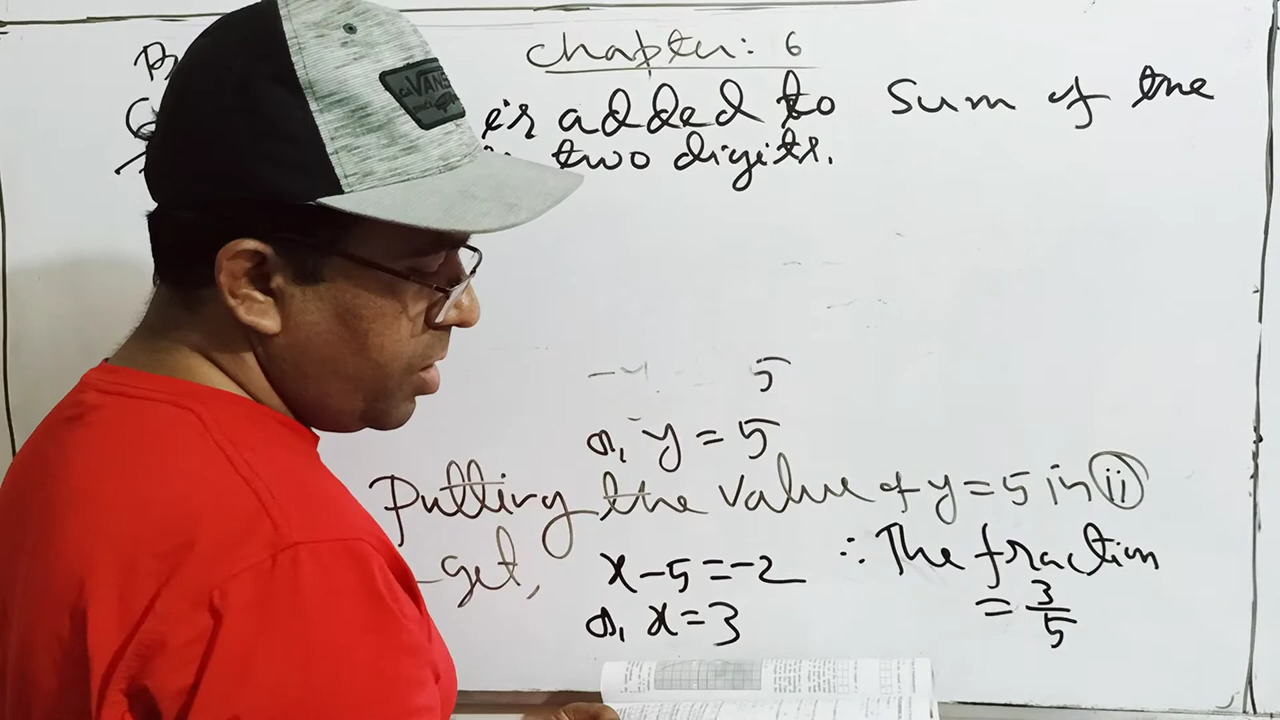 Chapter: 6
is added to sum of the
two digits.
VANS
5
or, y = 5
Putting the value of y = 5 in (ii)
get, x - 5 = -2 ∴ The fraction
or, x = 3 = 3/5